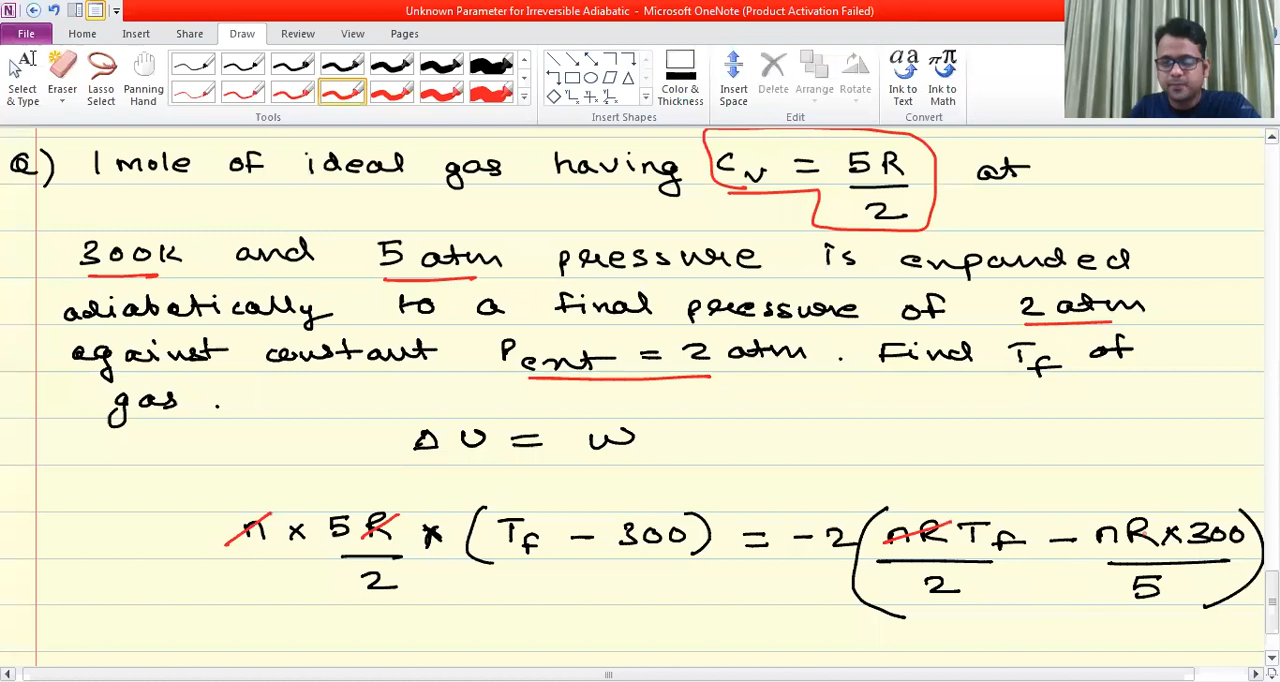 Unknown Parameter for Irreversible Adiabatic - Microsoft OneNote (Product Activation Failed)
File Home Insert Share Draw Review View Pages
Select & Type
Eraser
Lasso Select
Panning Hand
Color & Thickness
Insert Space
Delete
Arrange
Rotate
Ink to Text
Ink to Math
Tools
Insert Shapes
Edit
Convert
Q) 1 mole of ideal gas having Cv = 5R/2 at
300K and 5 atm pressure is expanded
adiabatically to a final pressure of 2 atm
against constant Pext = 2 atm. Find Tf of
gas.
ΔU = w
n × 5R/2 × (Tf - 300) = -2 (nRTf/2 - nR×300/5)